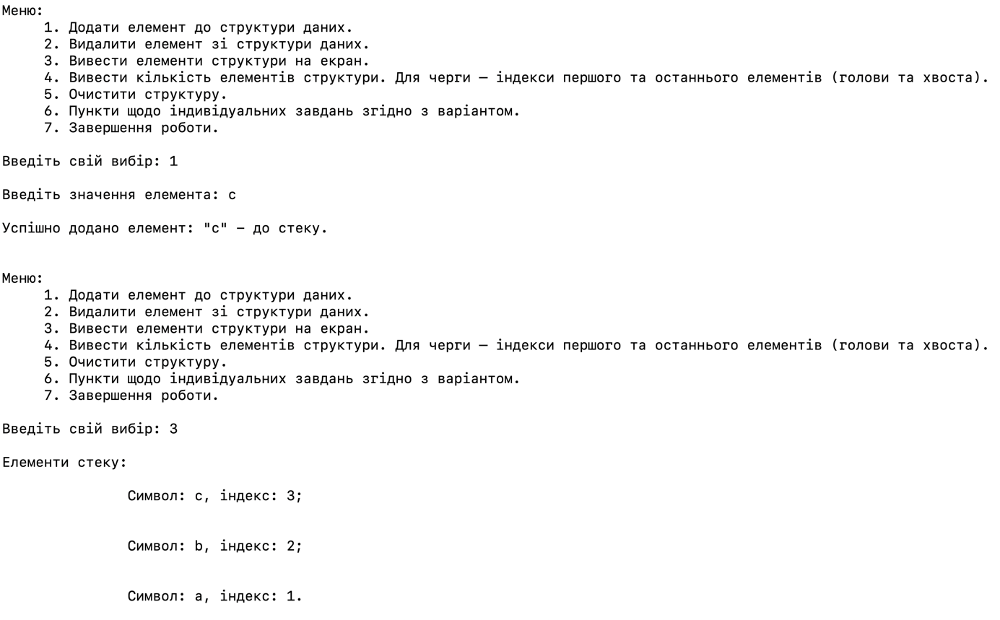 Меню:
1. Додати елемент до структури даних.
2. Видалити елемент зі структури даних.
3. Вивести елементи структури на екран.
4. Вивести кількість елементів структури. Для черги — індекси першого та останнього елементів (голови та хвоста).
5. Очистити структуру.
6. Пункти щодо індивідуальних завдань згідно з варіантом.
7. Завершення роботи.
Введіть свій вибір: 1
Введіть значення елемента: c
Успішно додано елемент: "c" — до стеку.
Меню:
1. Додати елемент до структури даних.
2. Видалити елемент зі структури даних.
3. Вивести елементи структури на екран.
4. Вивести кількість елементів структури. Для черги — індекси першого та останнього елементів (голови та хвоста).
5. Очистити структуру.
6. Пункти щодо індивідуальних завдань згідно з варіантом.
7. Завершення роботи.
Введіть свій вибір: 3
Елементи стеку:
Символ: c, індекс: 3;
Символ: b, індекс: 2;
Символ: a, індекс: 1.